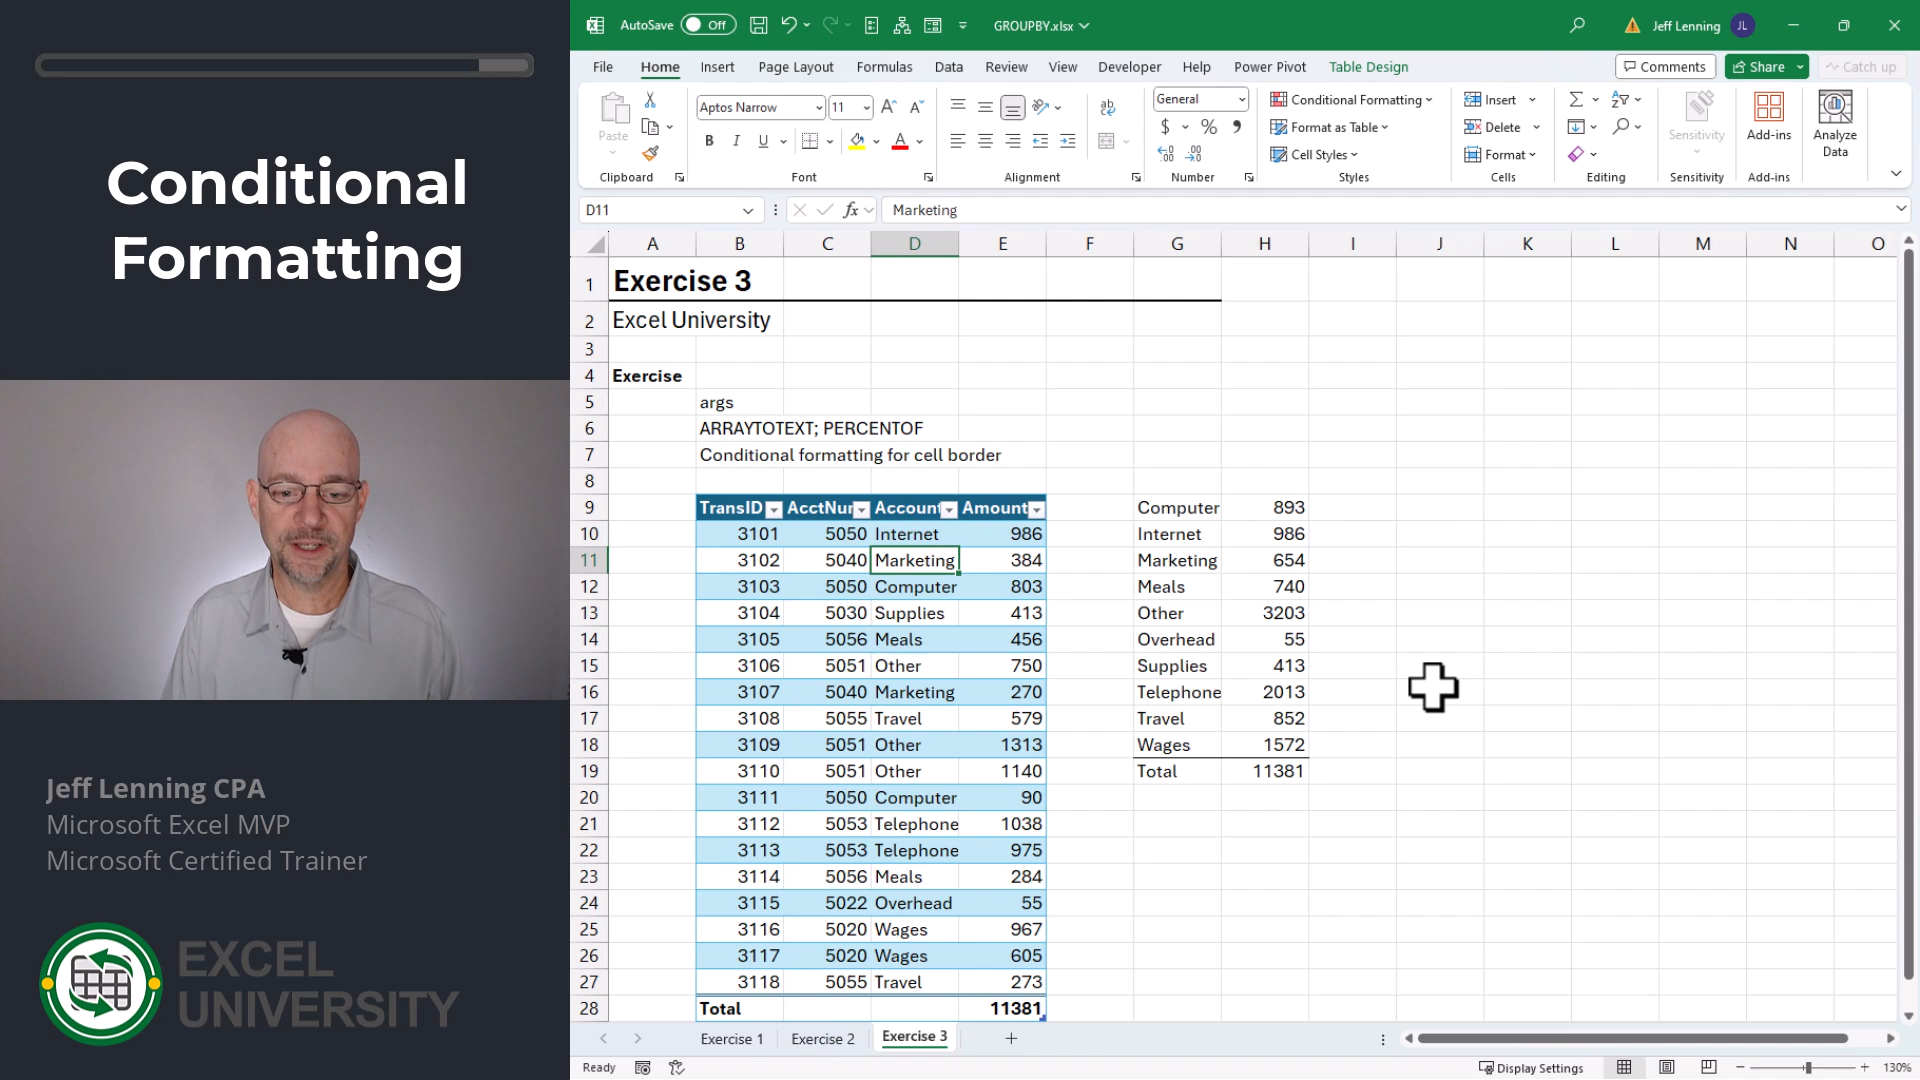 Conditional
Formatting
Jeff Lenning CPA
Microsoft Excel MVP
Microsoft Certified Trainer
EXCEL
UNIVERSITY
AutoSave Off GROUPBY.xlsx Jeff Lenning JL
File Home Insert Page Layout Formulas Data Review View Developer Help Power Pivot Table Design Comments Share Catch up
Paste Aptos Narrow 11 A A ab General Conditional Formatting Insert Sensitivity Add-ins Analyze Data
B I U A $ % Format as Table Delete
Cell Styles Format
Clipboard Font Alignment Number Styles Cells Editing Sensitivity Add-ins
D11 fx Marketing
A B C D E F G H I J K L M N O
1 Exercise 3
2 Excel University
3
4 Exercise
5 args
6 ARRAYTOTEXT; PERCENTOF
7 Conditional formatting for cell border
8
9 TransID AcctNur Account Amount Computer 893
10 3101 5050 Internet 986 Internet 986
11 3102 5040 Marketing 384 Marketing 654
12 3103 5050 Computer 803 Meals 740
13 3104 5030 Supplies 413 Other 3203
14 3105 5056 Meals 456 Overhead 55
15 3106 5051 Other 750 Supplies 413
16 3107 5040 Marketing 270 Telephone 2013
17 3108 5055 Travel 579 Travel 852
18 3109 5051 Other 1313 Wages 1572
19 3110 5051 Other 1140 Total 11381
20 3111 5050 Computer 90
21 3112 5053 Telephone 1038
22 3113 5053 Telephone 975
23 3114 5056 Meals 284
24 3115 5022 Overhead 55
25 3116 5020 Wages 967
26 3117 5020 Wages 605
27 3118 5055 Travel 273
28 Total 11381
Exercise 1 Exercise 2 Exercise 3
Ready Display Settings 130%